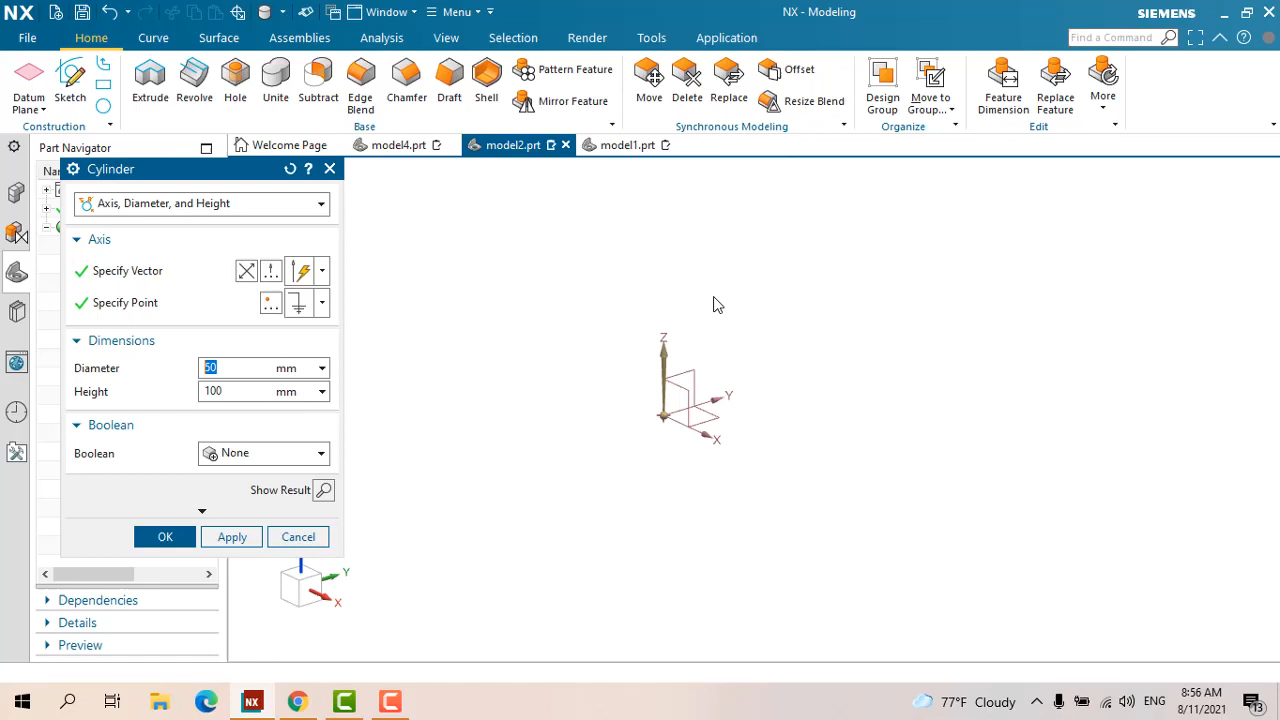 NX
Window
Menu
NX - Modeling
SIEMENS
File
Home
Curve
Surface
Assemblies
Analysis
View
Selection
Render
Tools
Application
Find a Command
Datum
Plane
Sketch
Extrude
Revolve
Hole
Unite
Subtract
Edge
Blend
Chamfer
Draft
Shell
Pattern Feature
Mirror Feature
Move
Delete
Replace
Offset
Resize Blend
Design
Group
Move to
Group...
Feature
Dimension
Replace
Feature
More
Construction
Base
Synchronous Modeling
Organize
Edit
Part Navigator
Welcome Page
model4.prt
model2.prt
model1.prt
Cylinder
Axis, Diameter, and Height
Axis
Specify Vector
Specify Point
Dimensions
Diameter
50
mm
Height
100
mm
Boolean
Boolean
None
Show Result
OK
Apply
Cancel
Z
Y
X
Y
X
Dependencies
Details
Preview
NX
77°F Cloudy
ENG
8:56 AM
8/11/2021
13